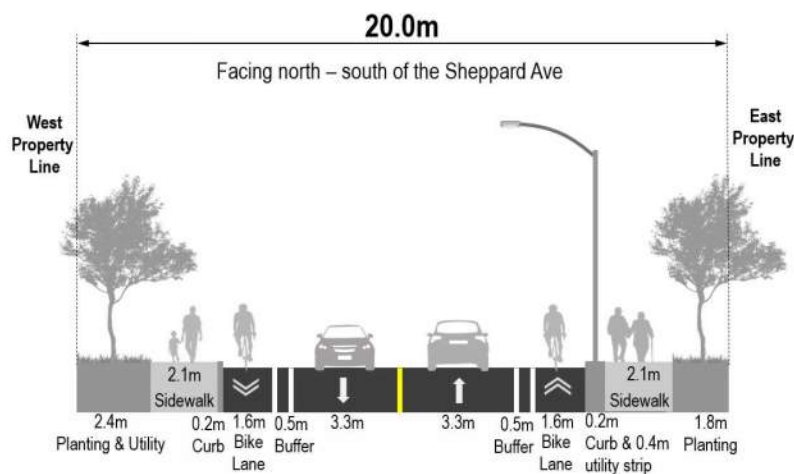 20.0m
Facing north – south of the Sheppard Ave
West
Property
Line
East
Property
Line
2.1m
Sidewalk
2.1m
Sidewalk
2.4m
Planting & Utility
0.2m
Curb
1.6m
Bike
Lane
0.5m
Buffer
3.3m
3.3m
0.5m
Buffer
1.6m
Bike
Lane
0.2m
Curb & 0.4m
utility strip
1.8m
Planting